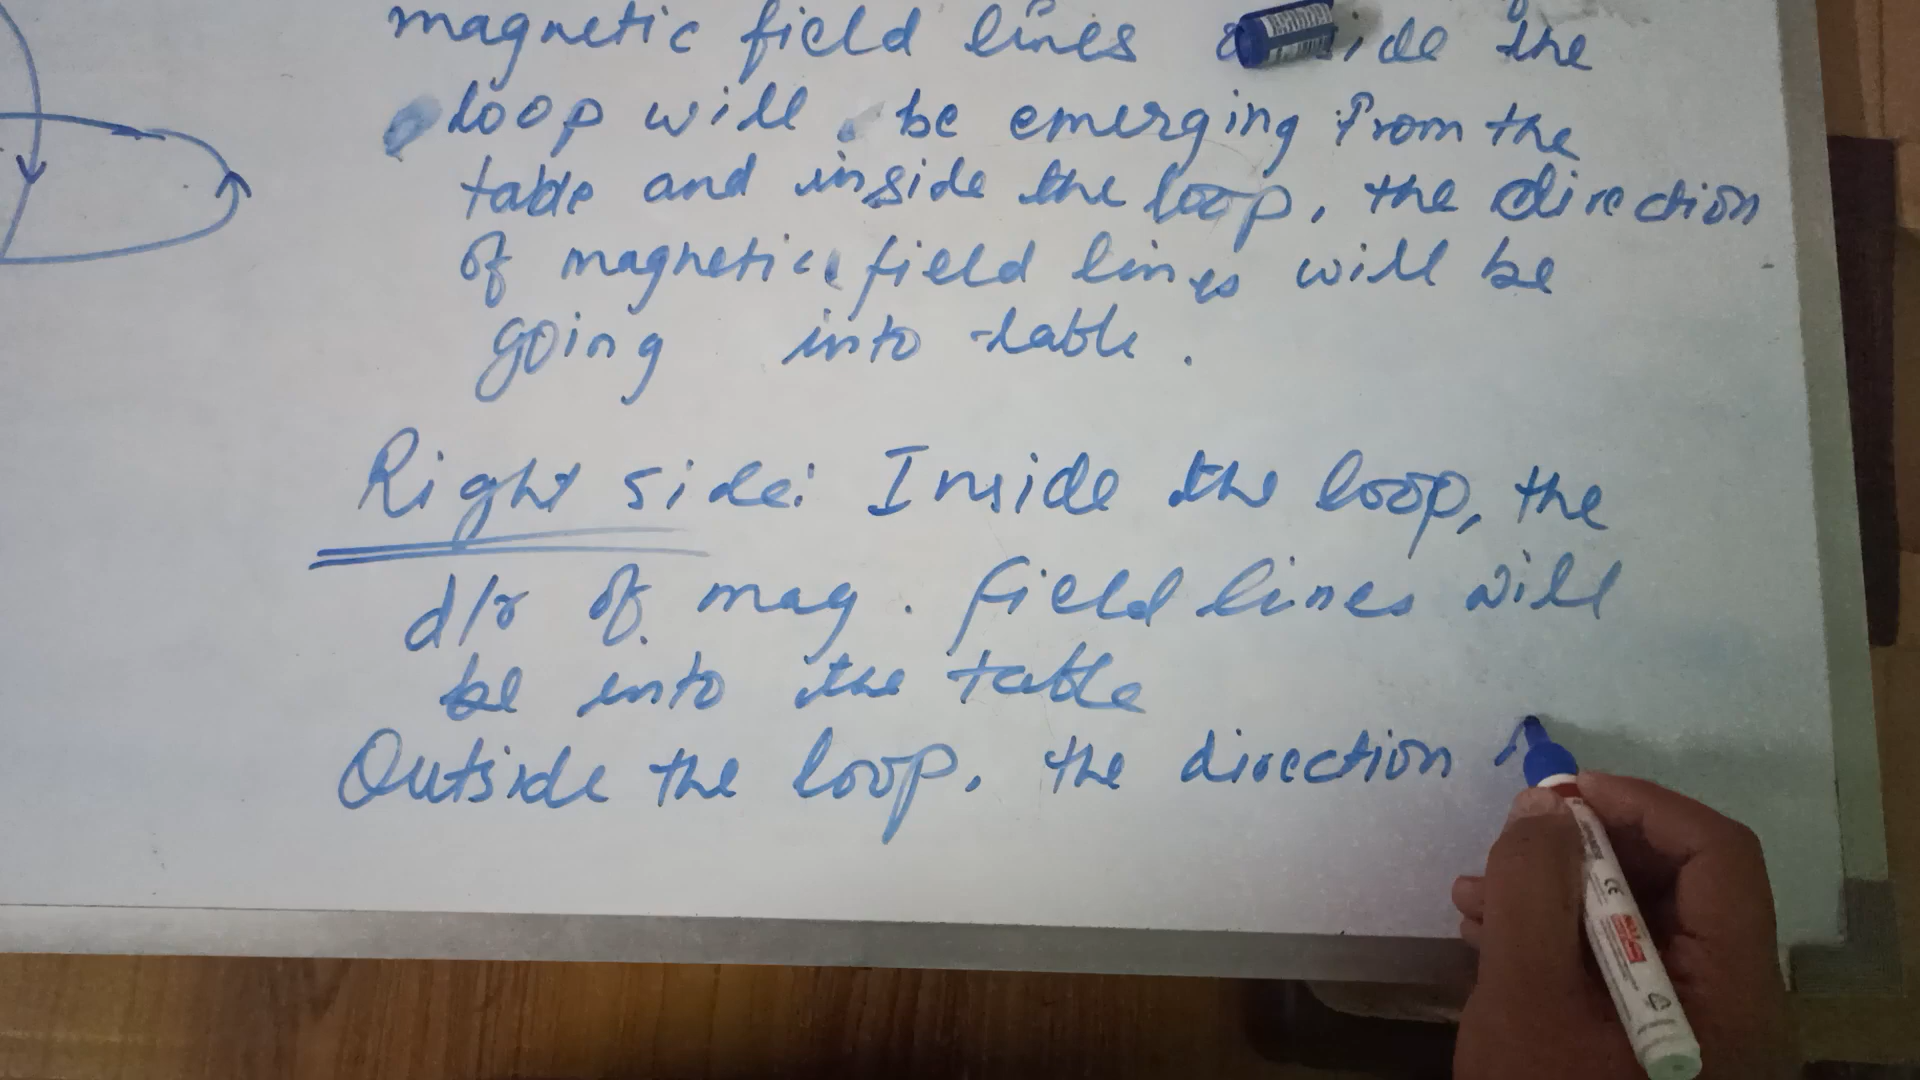 magnetic field lines ide the
loop will be emerging from the
table and inside the loop, the direction
of magnetic field lines will be
going into table.
Right side: Inside the loop, the
d/r of mag. field lines will
be into the table
Outside the loop, the direction